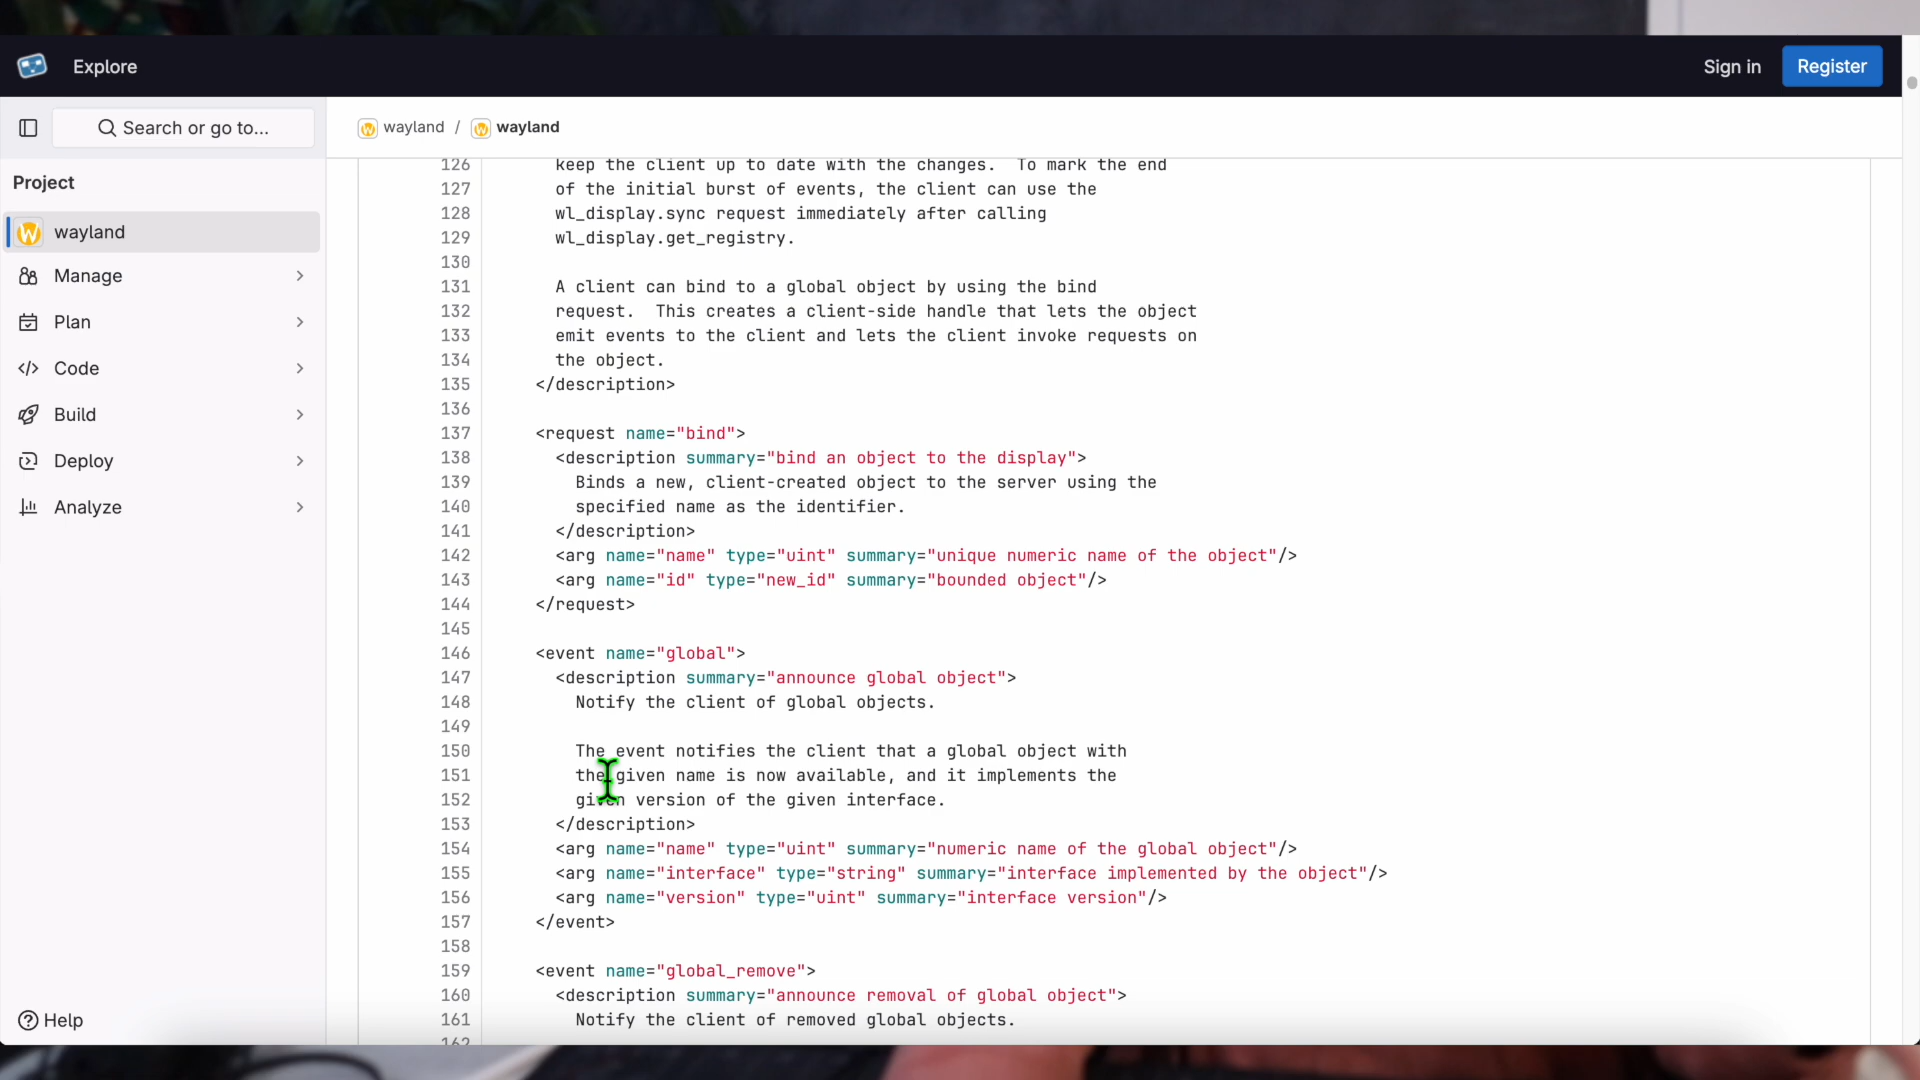 Explore
Sign in
Register
Search or go to...
wayland / wayland
Project
wayland
Manage
Plan
Code
Build
Deploy
Analyze
Help
126 keep the client up to date with the changes.  To mark the end
127 of the initial burst of events, the client can use the
128 wl_display.sync request immediately after calling
129 wl_display.get_registry.
130
131 A client can bind to a global object by using the bind
132 request.  This creates a client-side handle that lets the object
133 emit events to the client and lets the client invoke requests on
134 the object.
135 </description>
136
137 <request name="bind">
138 <description summary="bind an object to the display">
139 Binds a new, client-created object to the server using the
140 specified name as the identifier.
141 </description>
142 <arg name="name" type="uint" summary="unique numeric name of the object"/>
143 <arg name="id" type="new_id" summary="bounded object"/>
144 </request>
145
146 <event name="global">
147 <description summary="announce global object">
148 Notify the client of global objects.
149
150 The event notifies the client that a global object with
151 the given name is now available, and it implements the
152 given version of the given interface.
153 </description>
154 <arg name="name" type="uint" summary="numeric name of the global object"/>
155 <arg name="interface" type="string" summary="interface implemented by the object"/>
156 <arg name="version" type="uint" summary="interface version"/>
157 </event>
158
159 <event name="global_remove">
160 <description summary="announce removal of global object">
161 Notify the client of removed global objects.
162